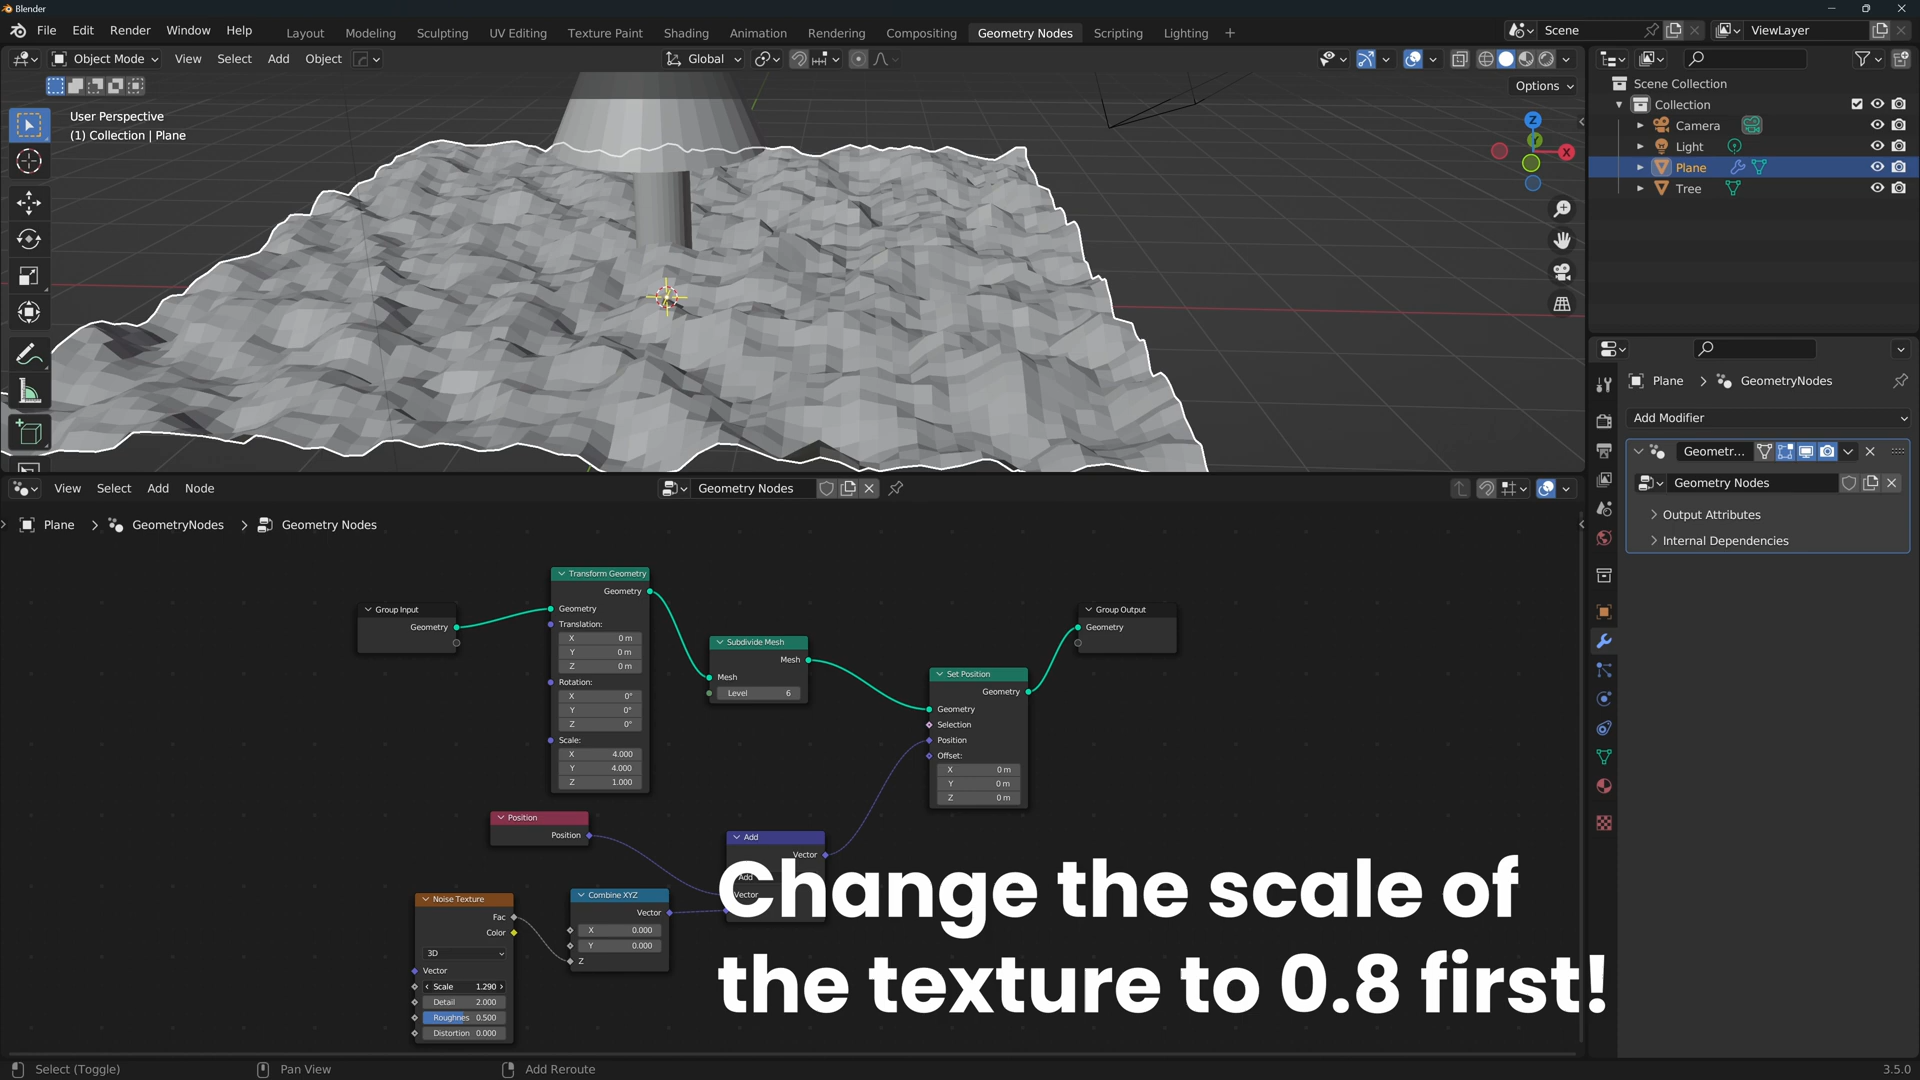 Blender
File Edit Render Window Help
Layout Modeling Sculpting UV Editing Texture Paint Shading Animation Rendering Compositing Geometry Nodes Scripting Lighting +
Scene
ViewLayer
Object Mode View Select Add Object
Global
Options
User Perspective
(1) Collection | Plane
Z
Y
X
Scene Collection
Collection
Camera
Light
Plane
Tree
Plane > GeometryNodes
Add Modifier
Geometr...
Geometry Nodes
Output Attributes
Internal Dependencies
View Select Add Node
Geometry Nodes
Plane > GeometryNodes > Geometry Nodes
Group Input
Geometry
Transform Geometry
Geometry
Geometry
Translation:
X 0 m
Y 0 m
Z 0 m
Rotation:
X 0°
Y 0°
Z 0°
Scale:
X 4.000
Y 4.000
Z 1.000
Subdivide Mesh
Mesh
Mesh
Level 6
Set Position
Geometry
Geometry
Selection
Position
Offset:
X 0 m
Y 0 m
Z 0 m
Group Output
Geometry
Position
Position
Add
Vector
Add
Vector
Noise Texture
Fac
Color
3D
Vector
Scale 1.290
Detail 2.000
Roughnes 0.500
Distortion 0.000
Combine XYZ
Vector
X 0.000
Y 0.000
Z
Change the scale of
the texture to 0.8 first!
Select (Toggle)
Pan View
Add Reroute
3.5.0